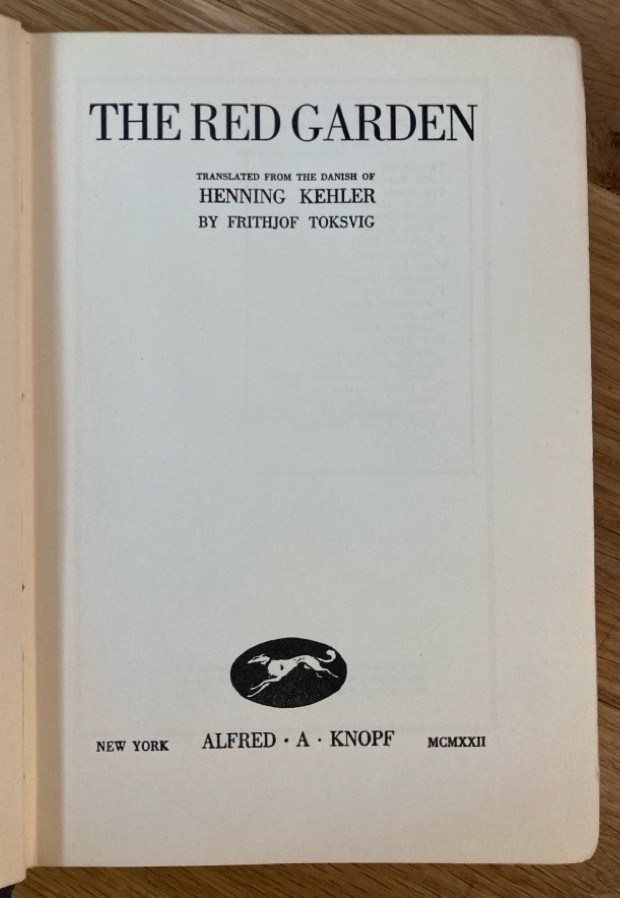 THE RED GARDEN
TRANSLATED FROM THE DANISH OF
HENNING KEHLER
BY FRITHJOF TOKSVIG
NEW YORK ALFRED · A · KNOPF MCMXXII